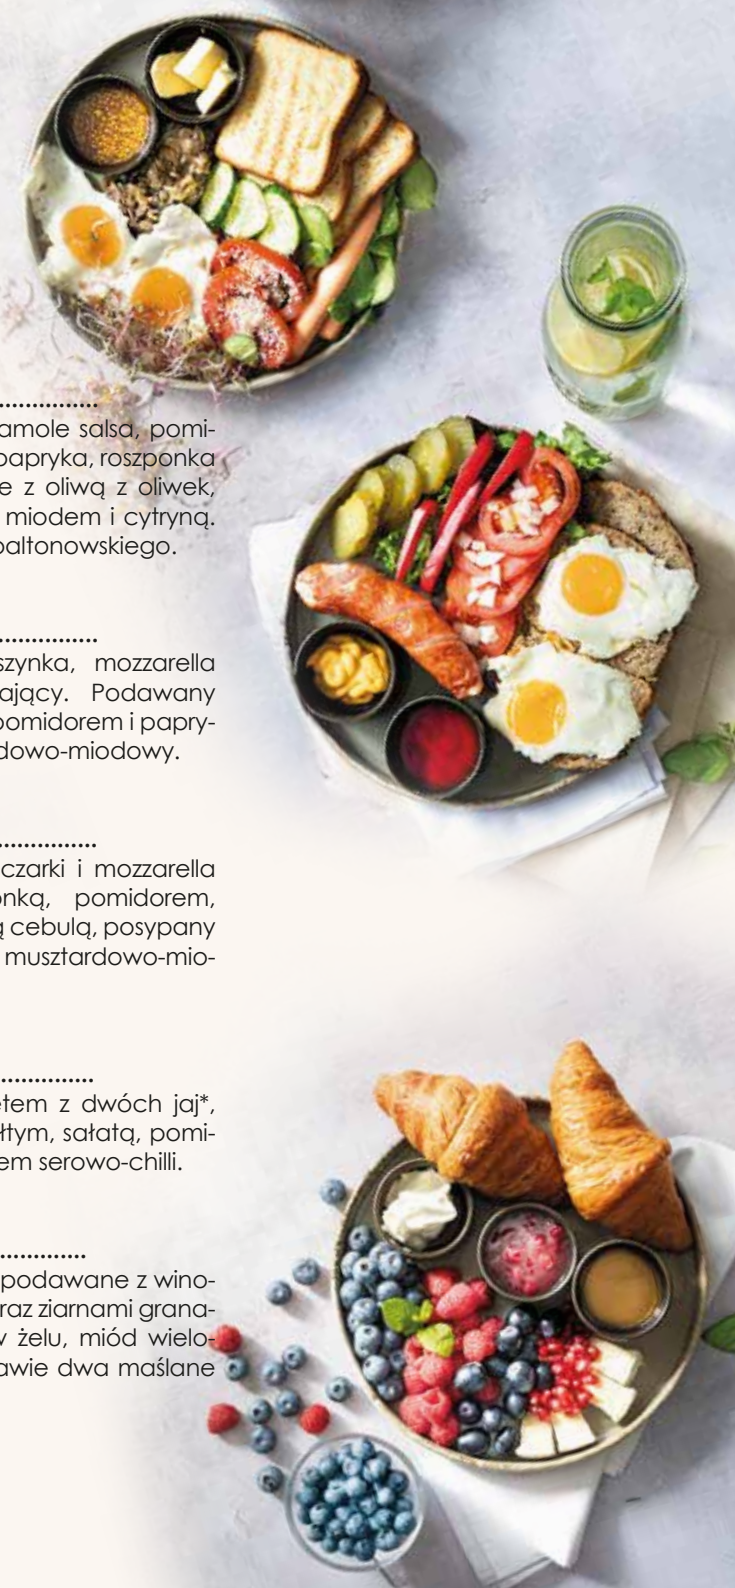 ...............
amole salsa, pomi-
papryka, roszponka
e z oliwą z oliwek,
miodem i cytryną.
paltonowskiego.
...............
szynka, mozzarella
ający. Podawany
pomidorem i papry-
dowo-miodowy.
...............
czarki i mozzarella
onką, pomidorem,
ą cebulą, posypany
musztardowo-mio-
...............
etem z dwóch jaj*,
łtym, sałatą, pomi-
em serowo-chilli.
...............
podawane z wino-
raz ziarnami grana-
w żelu, miód wielo-
awie dwa maślane